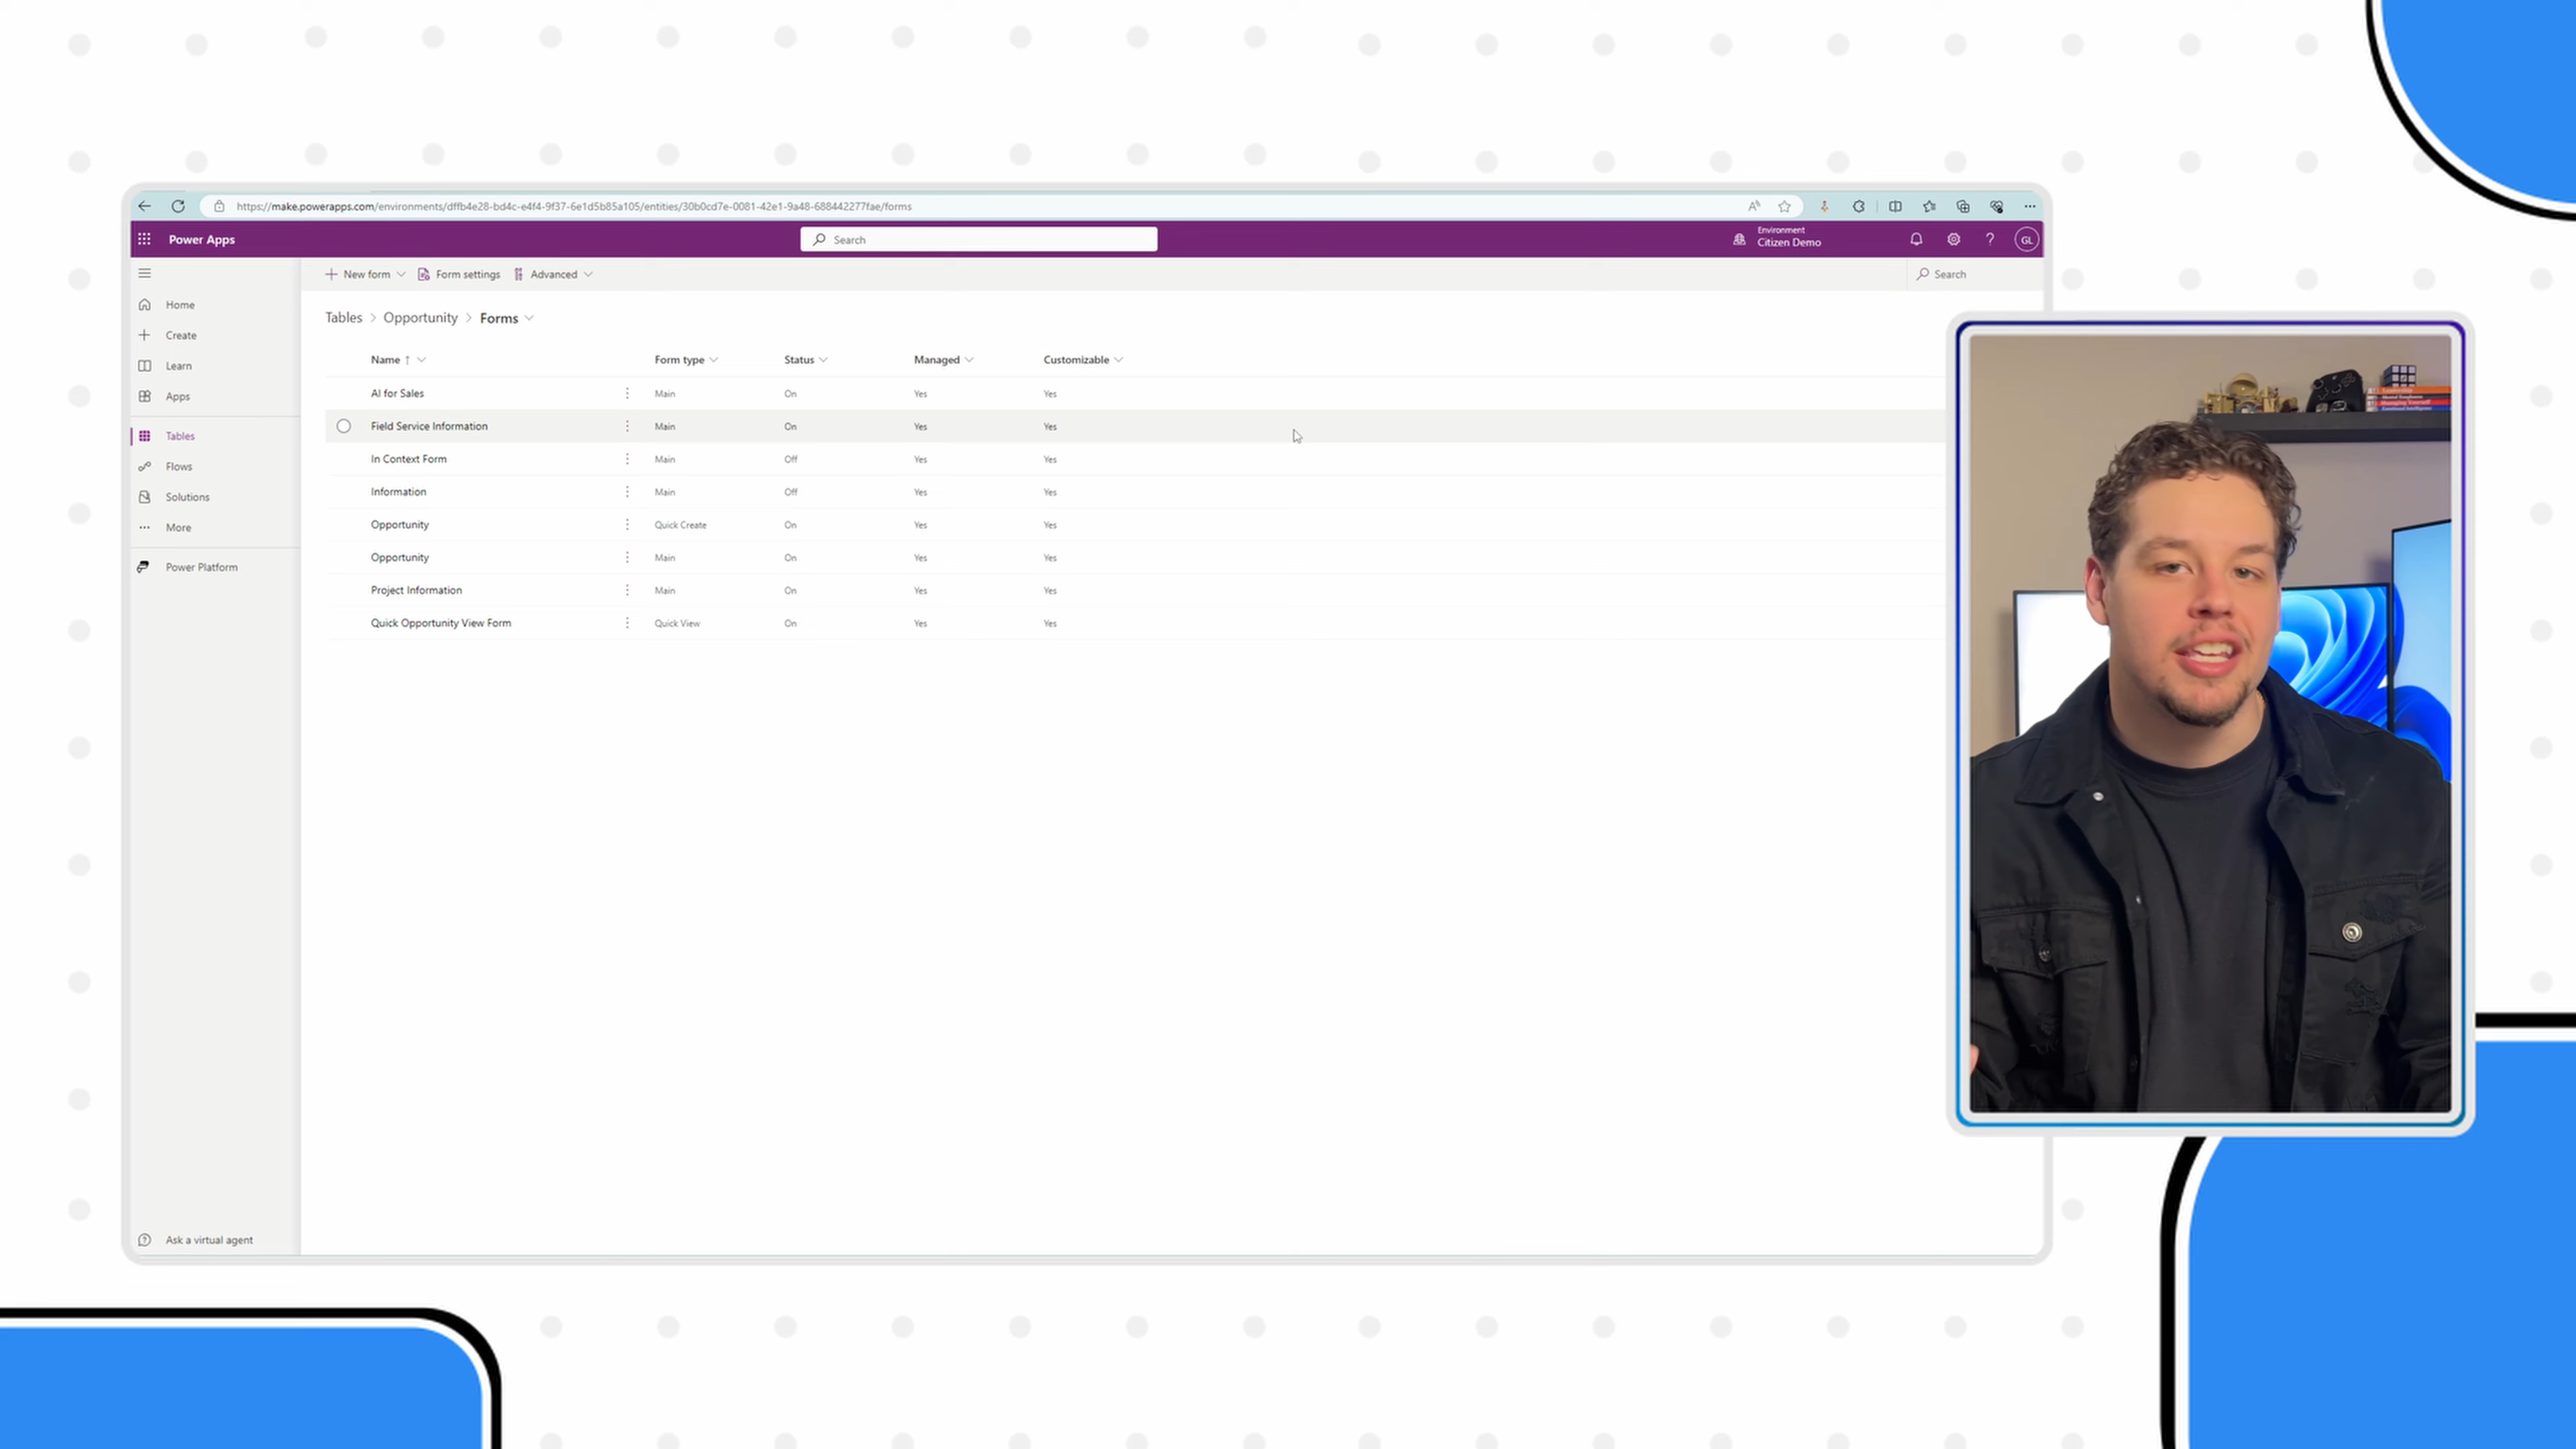 https://make.powerapps.com/environments/dffb4e28-bd4c-e4f4-9f37-6e1d5b85a105/entities/30b0cd7e-0081-42e1-9a48-688442277fae/forms
Power Apps
Search
Environment
Citizen Demo
GL
New form
Form settings
Advanced
Search
Home
Create
Learn
Apps
Tables
Flows
Solutions
More
Power Platform
Ask a virtual agent
Tables > Opportunity > Forms
Name ↑ Form type Status Managed Customizable
AI for Sales Main On Yes Yes
Field Service Information Main On Yes Yes
In Context Form Main Off Yes Yes
Information Main Off Yes Yes
Opportunity Quick Create On Yes Yes
Opportunity Main On Yes Yes
Project Information Main On Yes Yes
Quick Opportunity View Form Quick View On Yes Yes